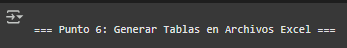 === Punto 6: Generar Tablas en Archivos Excel ===